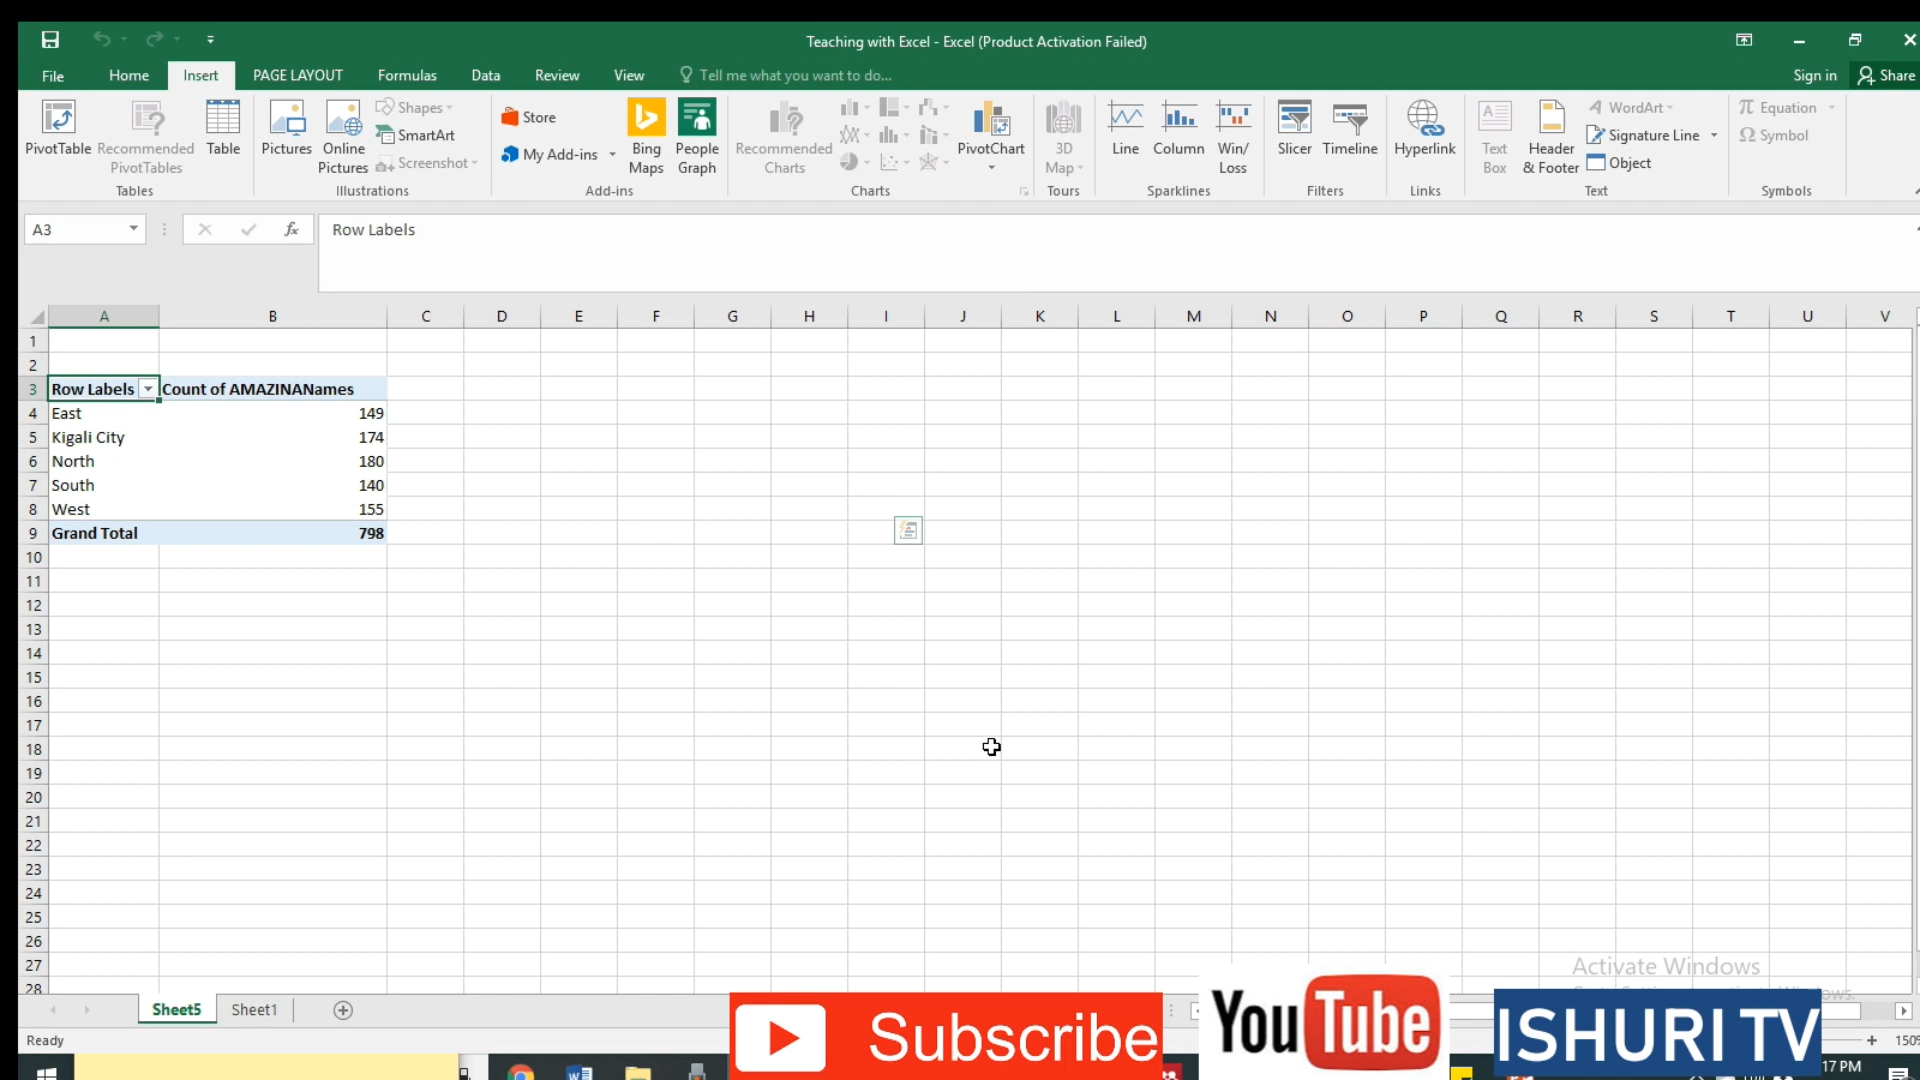 Teaching with Excel - Excel (Product Activation Failed)
File Home Insert PAGE LAYOUT Formulas Data Review View Tell me what you want to do... Sign in Share
PivotTable Recommended PivotTables Table
Tables
Pictures Online Pictures Shapes SmartArt Screenshot
Illustrations
Store
My Add-ins
Bing Maps People Graph
Add-ins
Recommended Charts PivotChart
Charts
3D Map
Tours
Line Column Win/ Loss
Sparklines
Slicer Timeline
Filters
Hyperlink
Links
Text Box Header & Footer WordArt Signature Line Object
Text
Equation
Symbol
Symbols
A3 fx Row Labels
A B C D E F G H I J K L M N O P Q R S T U V
1
2
3 Row Labels Count of AMAZINANames
4 East 149
5 Kigali City 174
6 North 180
7 South 140
8 West 155
9 Grand Total 798
10
11
12
13
14
15
16
17
18
19
20
21
22
23
24
25
26
27
28
Activate Windows
Sheet5 Sheet1
Ready
Subscribe
YouTube
ISHURI TV
150%
17 PM